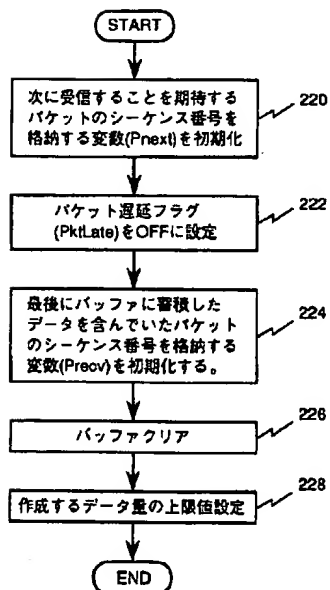 START
次に受信することを期待する
パケットのシーケンス番号を
格納する変数(Pnext)を初期化
220
パケット遅延フラグ
(PktLate)をOFFに設定
222
最後にバッファに蓄積した
データを含んでいたパケット
のシーケンス番号を格納する
変数(Precv)を初期化する。
224
バッファクリア
226
作成するデータ量の上限値設定
228
END